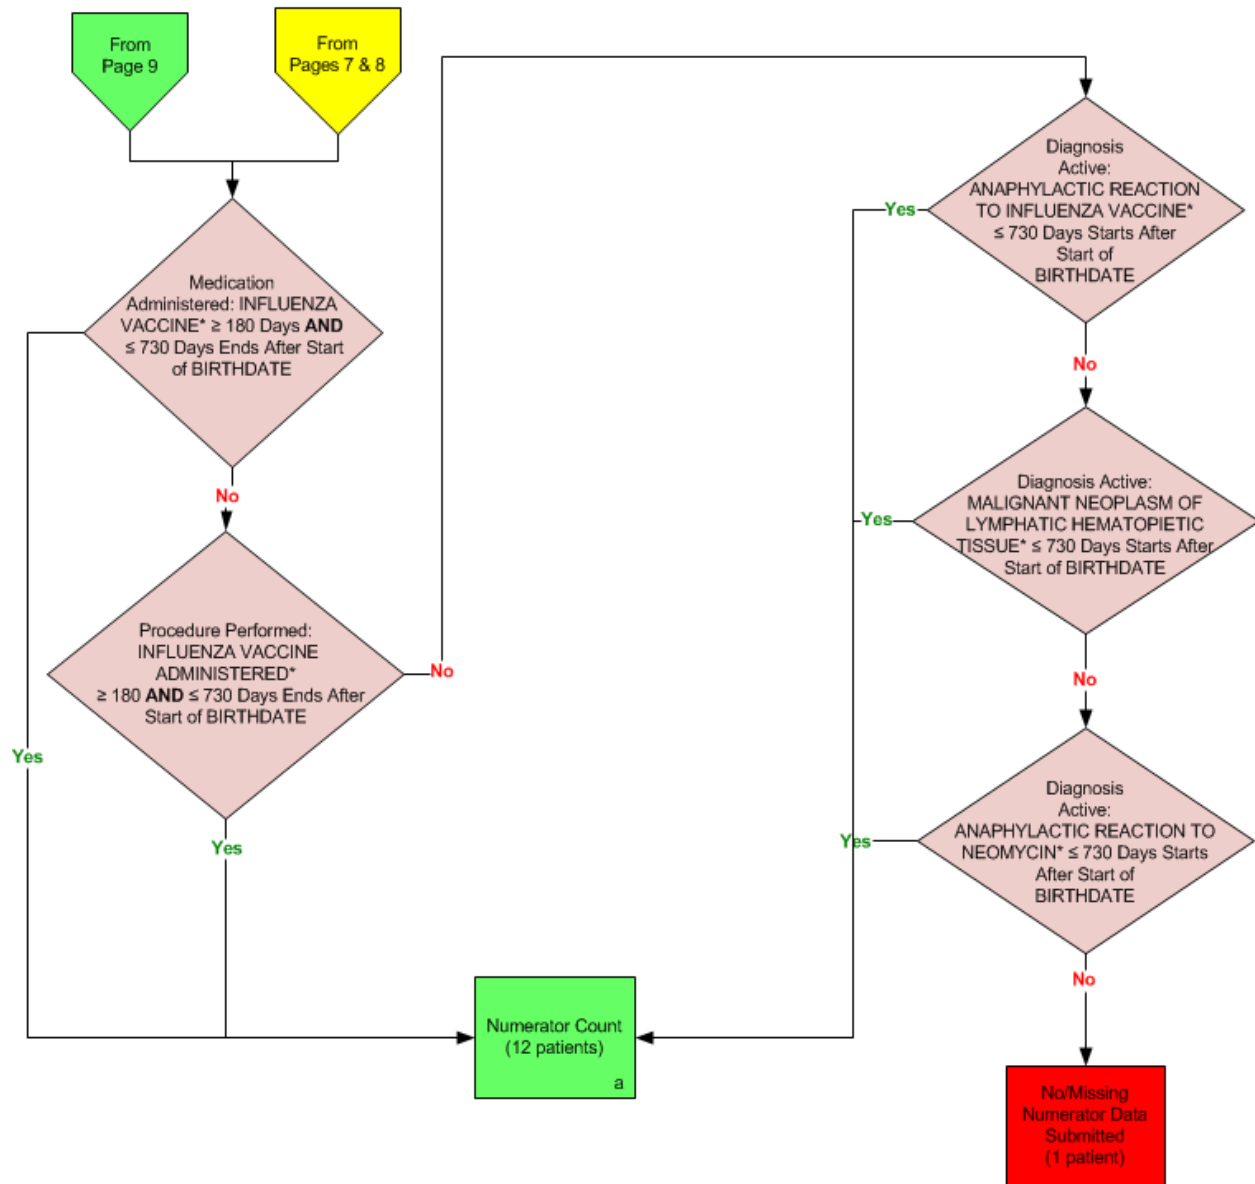 From
Page 9
From
Pages 7 & 8
Medication
Administered: INFLUENZA
VACCINE* ≥ 180 Days AND
≤ 730 Days Ends After Start
of BIRTHDATE
No
Yes
Procedure Performed:
INFLUENZA VACCINE
ADMINISTERED*
≥ 180 AND ≤ 730 Days Ends After
Start of BIRTHDATE
No
Yes
Diagnosis
Active:
ANAPHYLACTIC REACTION
TO INFLUENZA VACCINE*
≤ 730 Days Starts After
Start of
BIRTHDATE
Yes
No
Diagnosis Active:
MALIGNANT NEOPLASM OF
LYMPHATIC HEMATOPIETIC
TISSUE* ≤ 730 Days Starts After
Start of BIRTHDATE
Yes
No
Diagnosis
Active:
ANAPHYLACTIC REACTION TO
NEOMYCIN* ≤ 730 Days Starts
After Start of
BIRTHDATE
Yes
No
Numerator Count
(12 patients)
a
No/Missing
Numerator Data
Submitted
(1 patient)